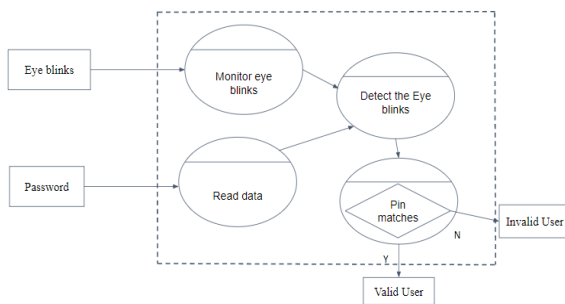 Eye blinks
Monitor eye
blinks
Detect the Eye
blinks
Password
Read data
Pin
matches
Invalid User
N
Y
Valid User